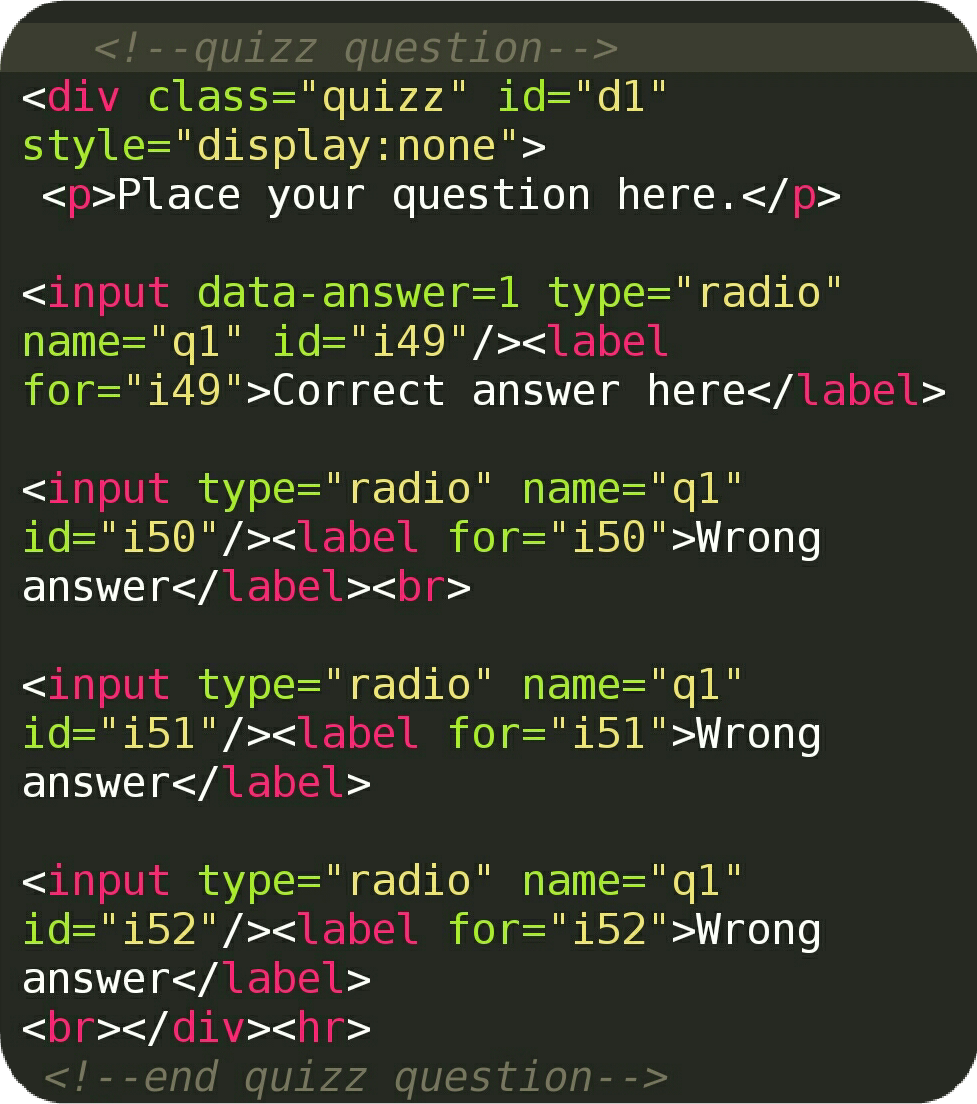 <!--quizz question-->
<div class="quizz" id="d1"
style="display:none">
<p>Place your question here.</p>
<input data-answer=1 type="radio"
name="q1" id="i49"/><label
for="i49">Correct answer here</label>
<input type="radio" name="q1"
id="i50"/><label for="i50">Wrong
answer</label><br>
<input type="radio" name="q1"
id="i51"/><label for="i51">Wrong
answer</label>
<input type="radio" name="q1"
id="i52"/><label for="i52">Wrong
answer</label>
<br></div><hr>
<!--end quizz question-->